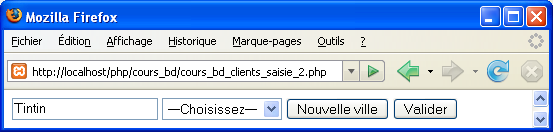 Mozilla Firefox
Fichier Édition Affichage Historique Marque-pages Outils ?
http://localhost/php/cours_bd/cours_bd_clients_saisie_2.php
Tintin —Choisissez— Nouvelle ville Valider